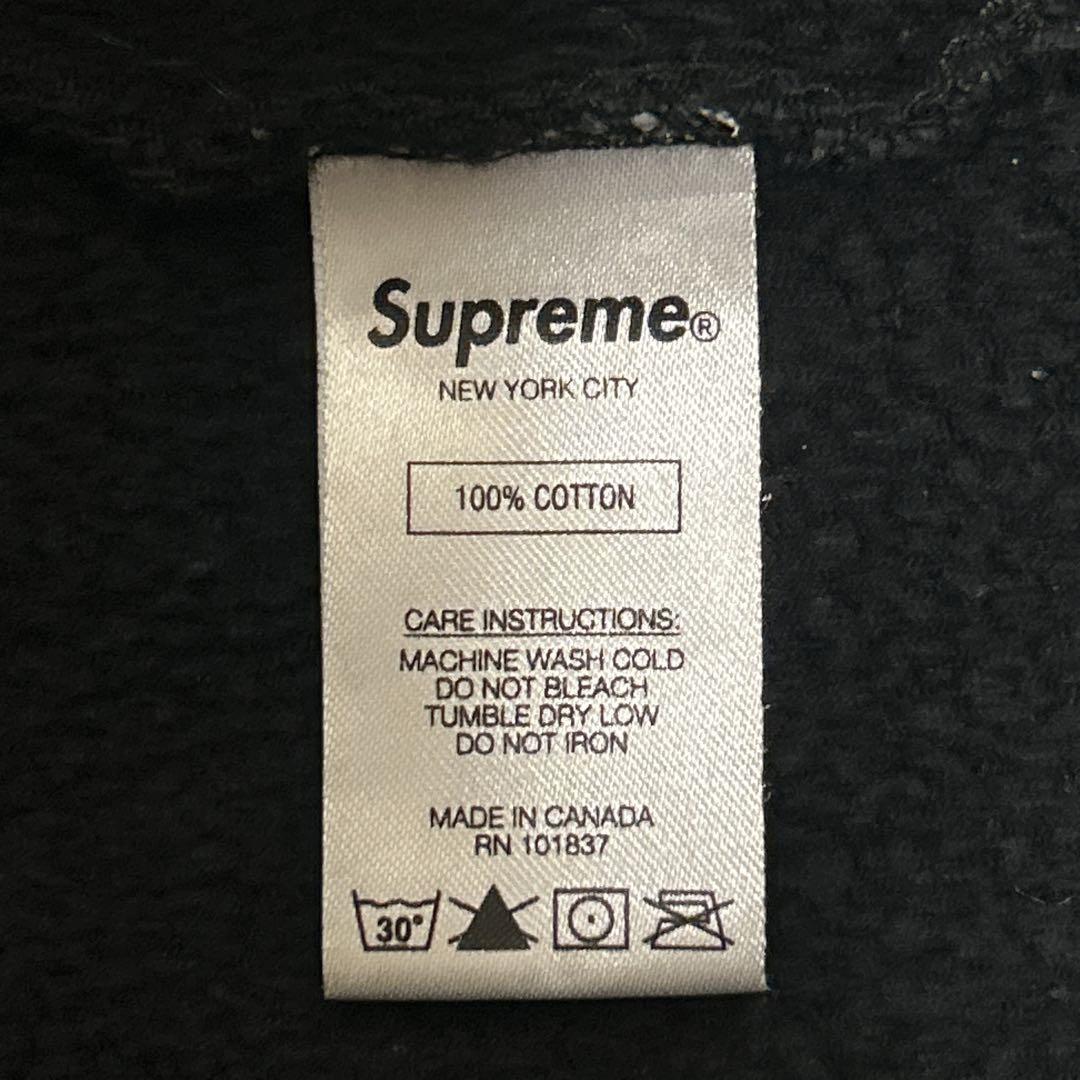 Supreme®
NEW YORK CITY
100% COTTON
CARE INSTRUCTIONS:
MACHINE WASH COLD
DO NOT BLEACH
TUMBLE DRY LOW
DO NOT IRON
MADE IN CANADA
RN 101837
30°